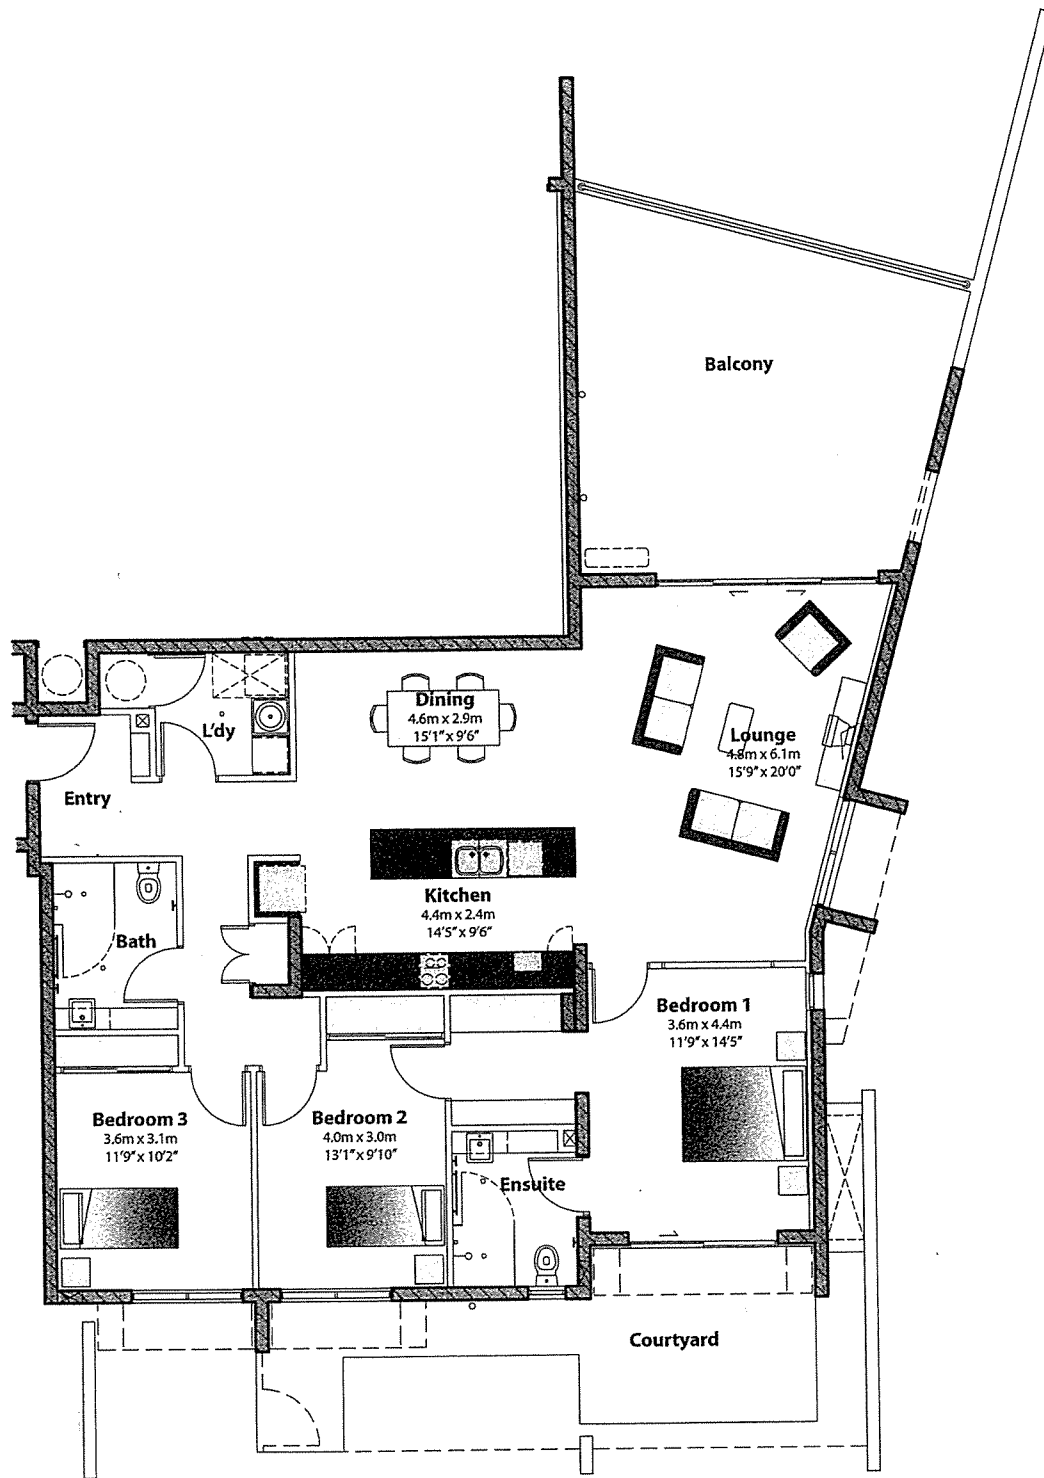 Balcony
Dining
4.6m x 2.9m
15'1" x 9'6"
L'dy
Lounge
4.8m x 6.1m
15'9" x 20'0"
Entry
Kitchen
4.4m x 2.4m
14'5" x 9'6"
Bath
Bedroom 1
3.6m x 4.4m
11'9" x 14'5"
Bedroom 3
3.6m x 3.1m
11'9" x 10'2"
Bedroom 2
4.0m x 3.0m
13'1" x 9'10"
Ensuite
Courtyard